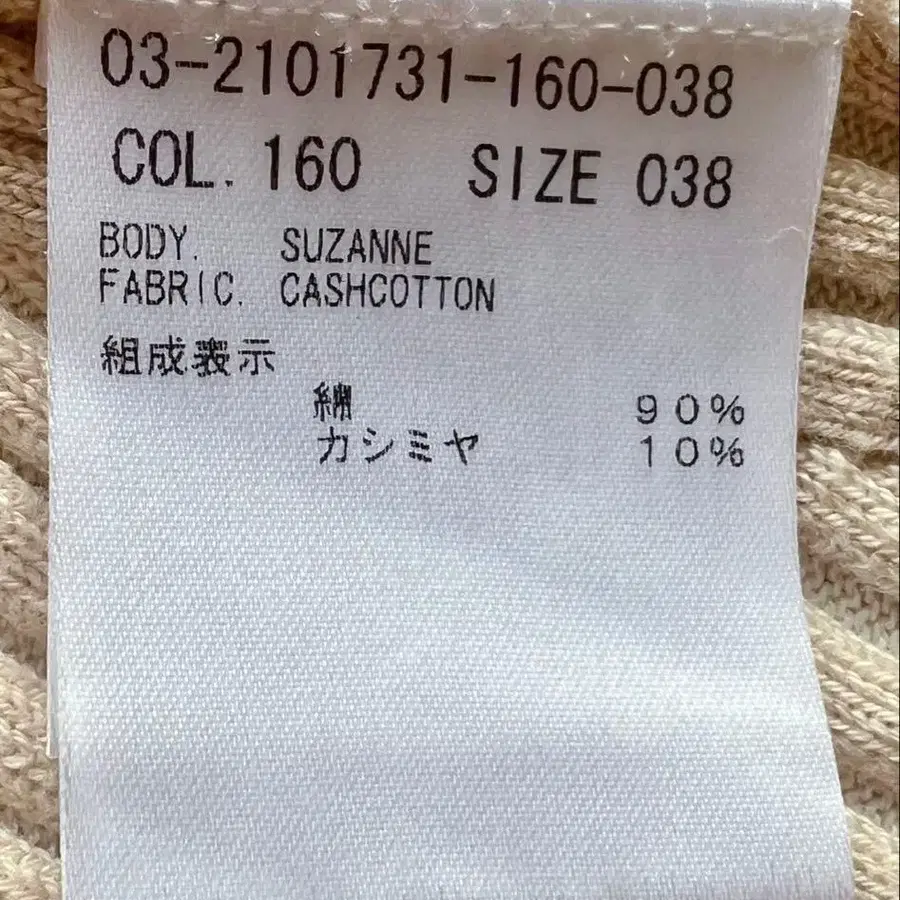 03-2101731-160-038
COL. 160 SIZE 038
BODY. SUZANNE
FABRIC. CASHCOTTON
組成表示
綿 90%
カシミヤ 10%